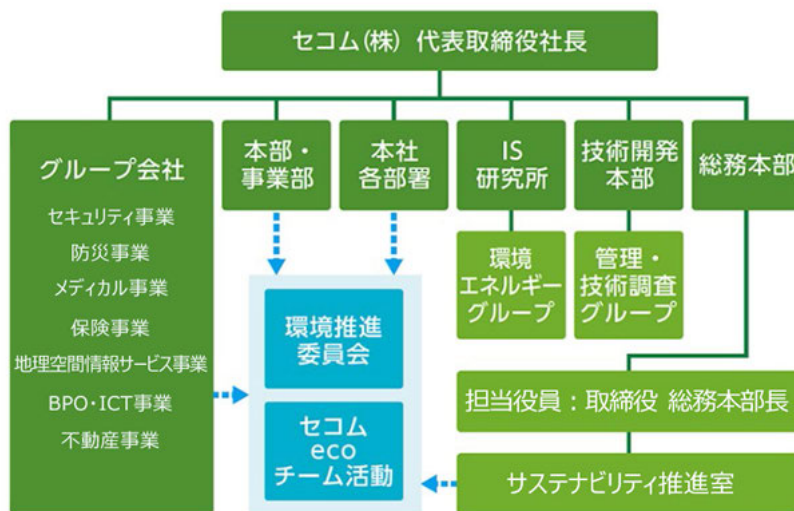 セコム(株) 代表取締役社長
グループ会社
セキュリティ事業
防災事業
メディカル事業
保険事業
地理空間情報サービス事業
BPO・ICT事業
不動産事業
本部・
事業部
本社
各部署
IS
研究所
技術開発
本部
総務本部
環境
エネルギー
グループ
管理・
技術調査
グループ
環境推進
委員会
セコム
eco
チーム活動
担当役員：取締役 総務本部長
サステナビリティ推進室